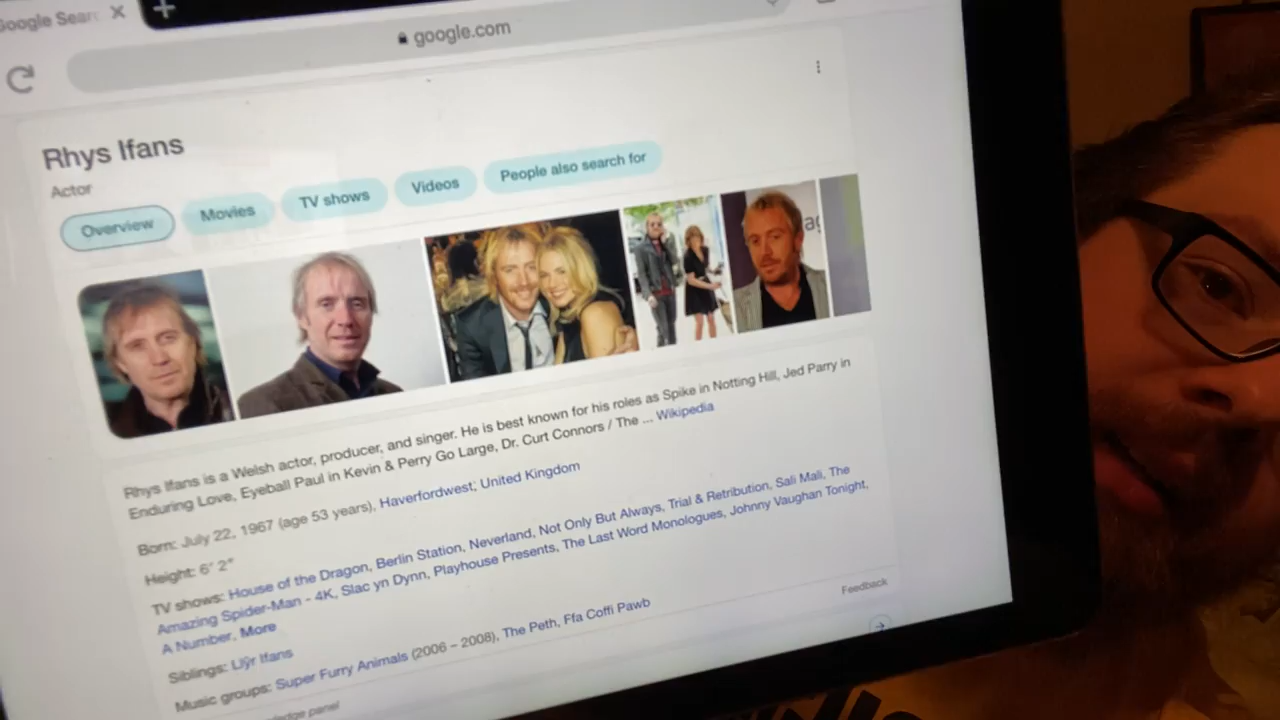 Google Sear
google.com
Rhys Ifans
Actor
Overview
Movies
TV shows
Videos
People also search for
Rhys Ifans is a Welsh actor, producer, and singer. He is best known for his roles as Spike in Notting Hill, Jed Parry in
Enduring Love, Eyeball Paul in Kevin & Perry Go Large, Dr. Curt Connors / The ... Wikipedia
Born: July 22, 1967 (age 53 years), Haverfordwest, United Kingdom
Height: 6′ 2″
TV shows: House of the Dragon, Berlin Station, Neverland, Not Only But Always, Trial & Retribution, Sali Mali, The
Amazing Spider-Man - 4K, Slac yn Dynn, Playhouse Presents, The Last Word Monologues, Johnny Vaughan Tonight,
A Number, More
Siblings: Llŷr Ifans
Music groups: Super Furry Animals (2006 – 2008), The Peth, Ffa Coffi Pawb
Feedback
ledge panel